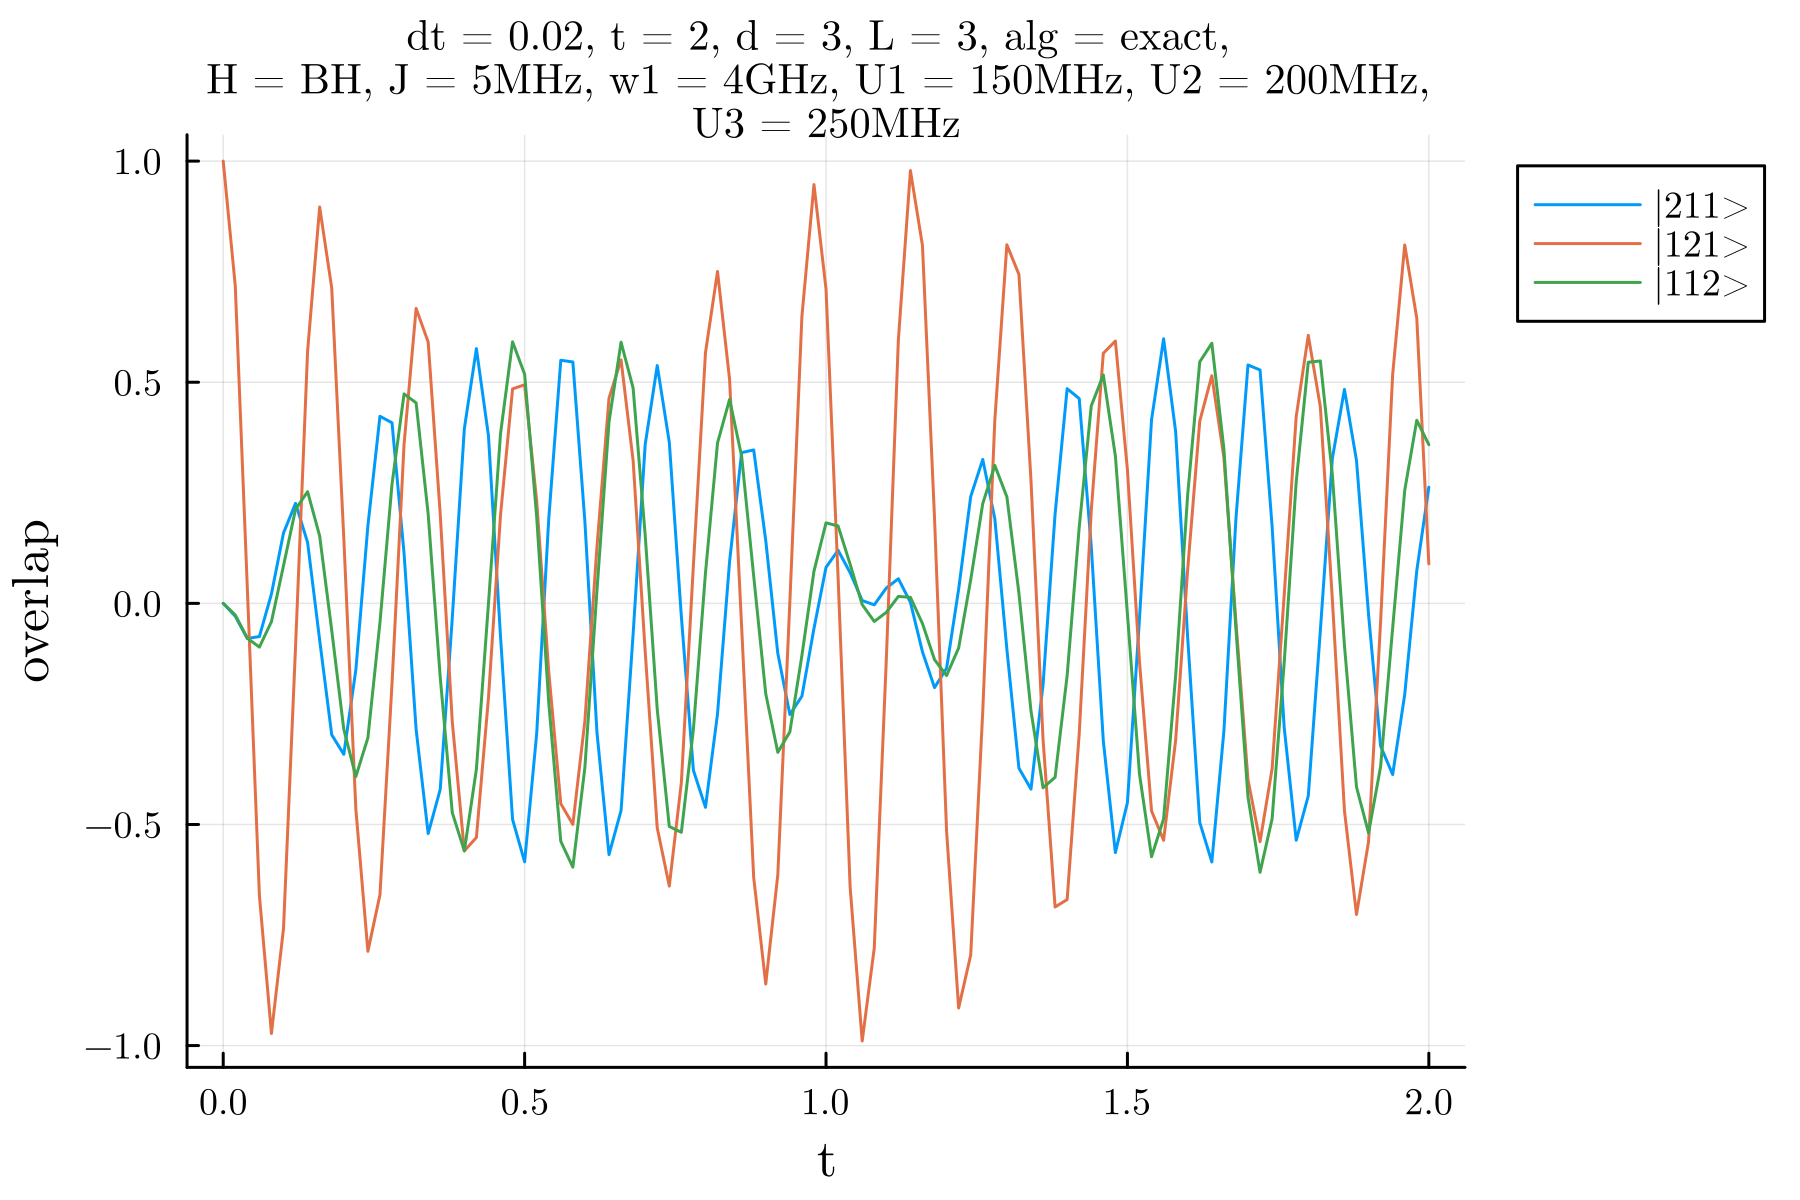 dt = 0.02, t = 2, d = 3, L = 3, alg = exact,
H = BH, J = 5MHz, w1 = 4GHz, U1 = 150MHz, U2 = 200MHz,
U3 = 250MHz
1.0
0.5
0.0
−0.5
−1.0
overlap
0.0
0.5
1.0
1.5
2.0
t
|211>
|121>
|112>